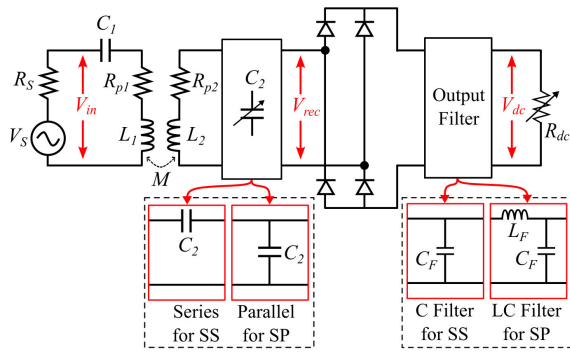 C1
RS
Vin
Rp1
Rp2
C2
Vrec
Output
Filter
Vdc
Rdc
VS
L1
L2
M
C2
C2
CF
LF
CF
Series
for SS
Parallel
for SP
C Filter
for SS
LC Filter
for SP